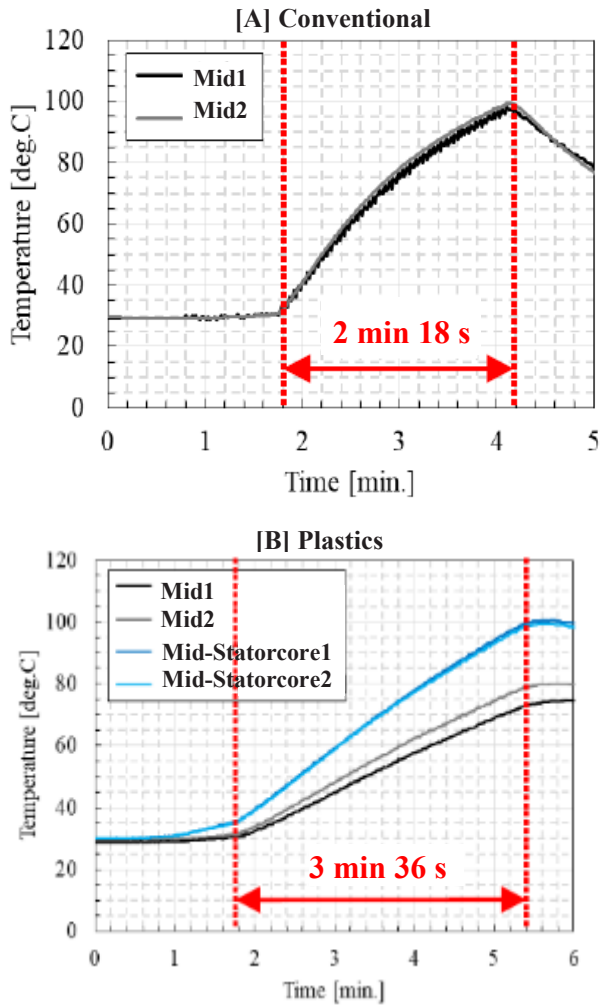 [A] Conventional
120
100
80
60
40
20
0
Temperature [deg.C]
Mid1
Mid2
2 min 18 s
0 1 2 3 4 5
Time [min.]
[B] Plastics
120
100
80
60
40
20
0
Temperature [deg.C]
Mid1
Mid2
Mid-Statorcore1
Mid-Statorcore2
3 min 36 s
0 1 2 3 4 5 6
Time [min.]